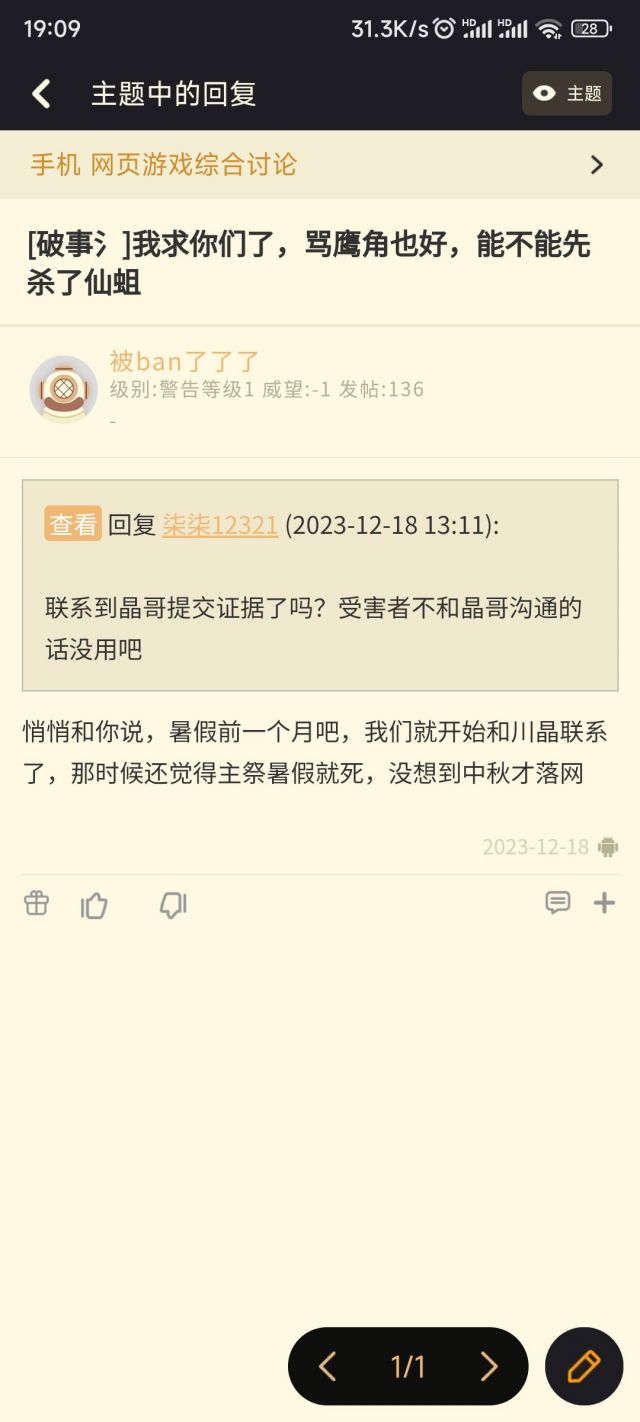 19:09
31.3K/s HD HD 28
主题中的回复
主题
手机 网页游戏综合讨论
[破事氵]我求你们了，骂鹰角也好，能不能先
杀了仙蛆
被ban了了了
级别:警告等级1 威望:-1 发帖:136
-
查看 回复 柒柒12321 (2023-12-18 13:11):
联系到晶哥提交证据了吗？受害者不和晶哥沟通的
话没用吧
悄悄和你说，暑假前一个月吧，我们就开始和川晶联系
了，那时候还觉得主祭暑假就死，没想到中秋才落网
2023-12-18
1/1